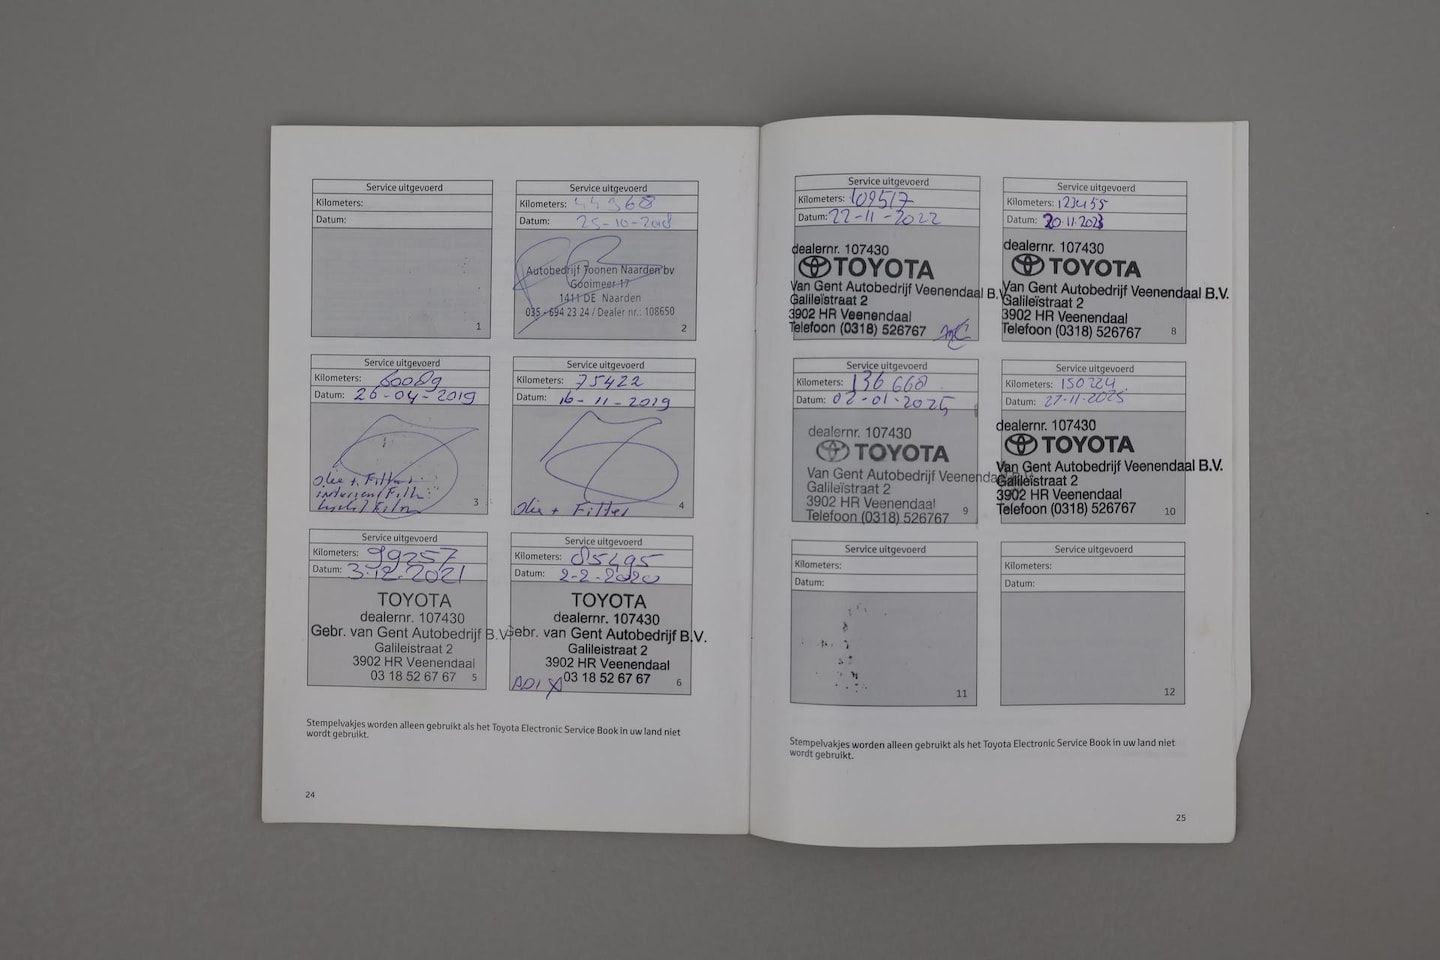 Service uitgevoerd
Kilometers:
Datum:
1
Service uitgevoerd
Kilometers: 44968
Datum: 25-10-2018
Autobedrijf Toonen Naarden bv
Gooimeer 17
1411 DE Naarden
035 - 694 23 24 / Dealer nr.: 108650
2
Service uitgevoerd
Kilometers: 60089
Datum: 26-04-2019
olie + Filter
interieurFilt
3
Service uitgevoerd
Kilometers: 75422
Datum: 16-11-2019
olie + Filter
4
Service uitgevoerd
Kilometers: 99257
Datum: 3.12.2021
TOYOTA
dealernr. 107430
Gebr. van Gent Autobedrijf B.V.
Galileistraat 2
3902 HR Veenendaal
03 18 52 67 67
5
Service uitgevoerd
Kilometers: 85495
Datum: 2-2-2020
TOYOTA
dealernr. 107430
Gebr. van Gent Autobedrijf B.V.
Galileistraat 2
3902 HR Veenendaal
03 18 52 67 67
6
Stempelvakjes worden alleen gebruikt als het Toyota Electronic Service Book in uw land niet
wordt gebruikt.
24
Service uitgevoerd
Kilometers: 109517
Datum: 22-11-2022
dealernr. 107430
TOYOTA
Van Gent Autobedrijf Veenendaal B.V.
Galileïstraat 2
3902 HR Veenendaal
Telefoon (0318) 526767
Service uitgevoerd
Kilometers: 123455
Datum: 20.11.2023
dealernr. 107430
TOYOTA
Van Gent Autobedrijf Veenendaal B.V.
Galileïstraat 2
3902 HR Veenendaal
Telefoon (0318) 526767
8
Service uitgevoerd
Kilometers: 136 668
Datum: 02-01-2025
dealernr. 107430
TOYOTA
Van Gent Autobedrijf Veenendaal B.V.
Galileïstraat 2
3902 HR Veenendaal
Telefoon (0318) 526767
9
Service uitgevoerd
Kilometers: 150224
Datum: 27-11-2025
dealernr. 107430
TOYOTA
Van Gent Autobedrijf Veenendaal B.V.
Galileïstraat 2
3902 HR Veenendaal
Telefoon (0318) 526767
10
Service uitgevoerd
Kilometers:
Datum:
11
Service uitgevoerd
Kilometers:
Datum:
12
Stempelvakjes worden alleen gebruikt als het Toyota Electronic Service Book in uw land niet
wordt gebruikt.
25